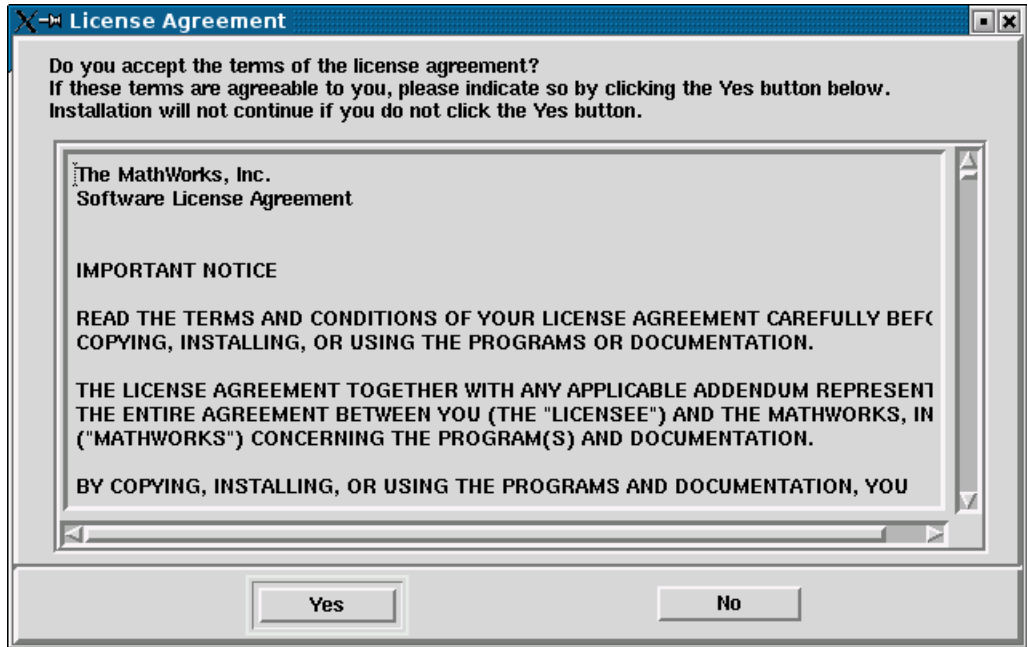 License Agreement
Do you accept the terms of the license agreement?
If these terms are agreeable to you, please indicate so by clicking the Yes button below.
Installation will not continue if you do not click the Yes button.
The MathWorks, Inc.
Software License Agreement
IMPORTANT NOTICE
READ THE TERMS AND CONDITIONS OF YOUR LICENSE AGREEMENT CAREFULLY
COPYING, INSTALLING, OR USING THE PROGRAMS OR DOCUMENTATION.
THE LICENSE AGREEMENT TOGETHER WITH ANY APPLICABLE ADDENDUM REPRESENT
THE ENTIRE AGREEMENT BETWEEN YOU (THE "LICENSEE") AND THE MATHWORKS, IN
("MATHWORKS") CONCERNING THE PROGRAM(S) AND DOCUMENTATION.
BY COPYING, INSTALLING, OR USING THE PROGRAMS AND DOCUMENTATION, YOU
Yes
No